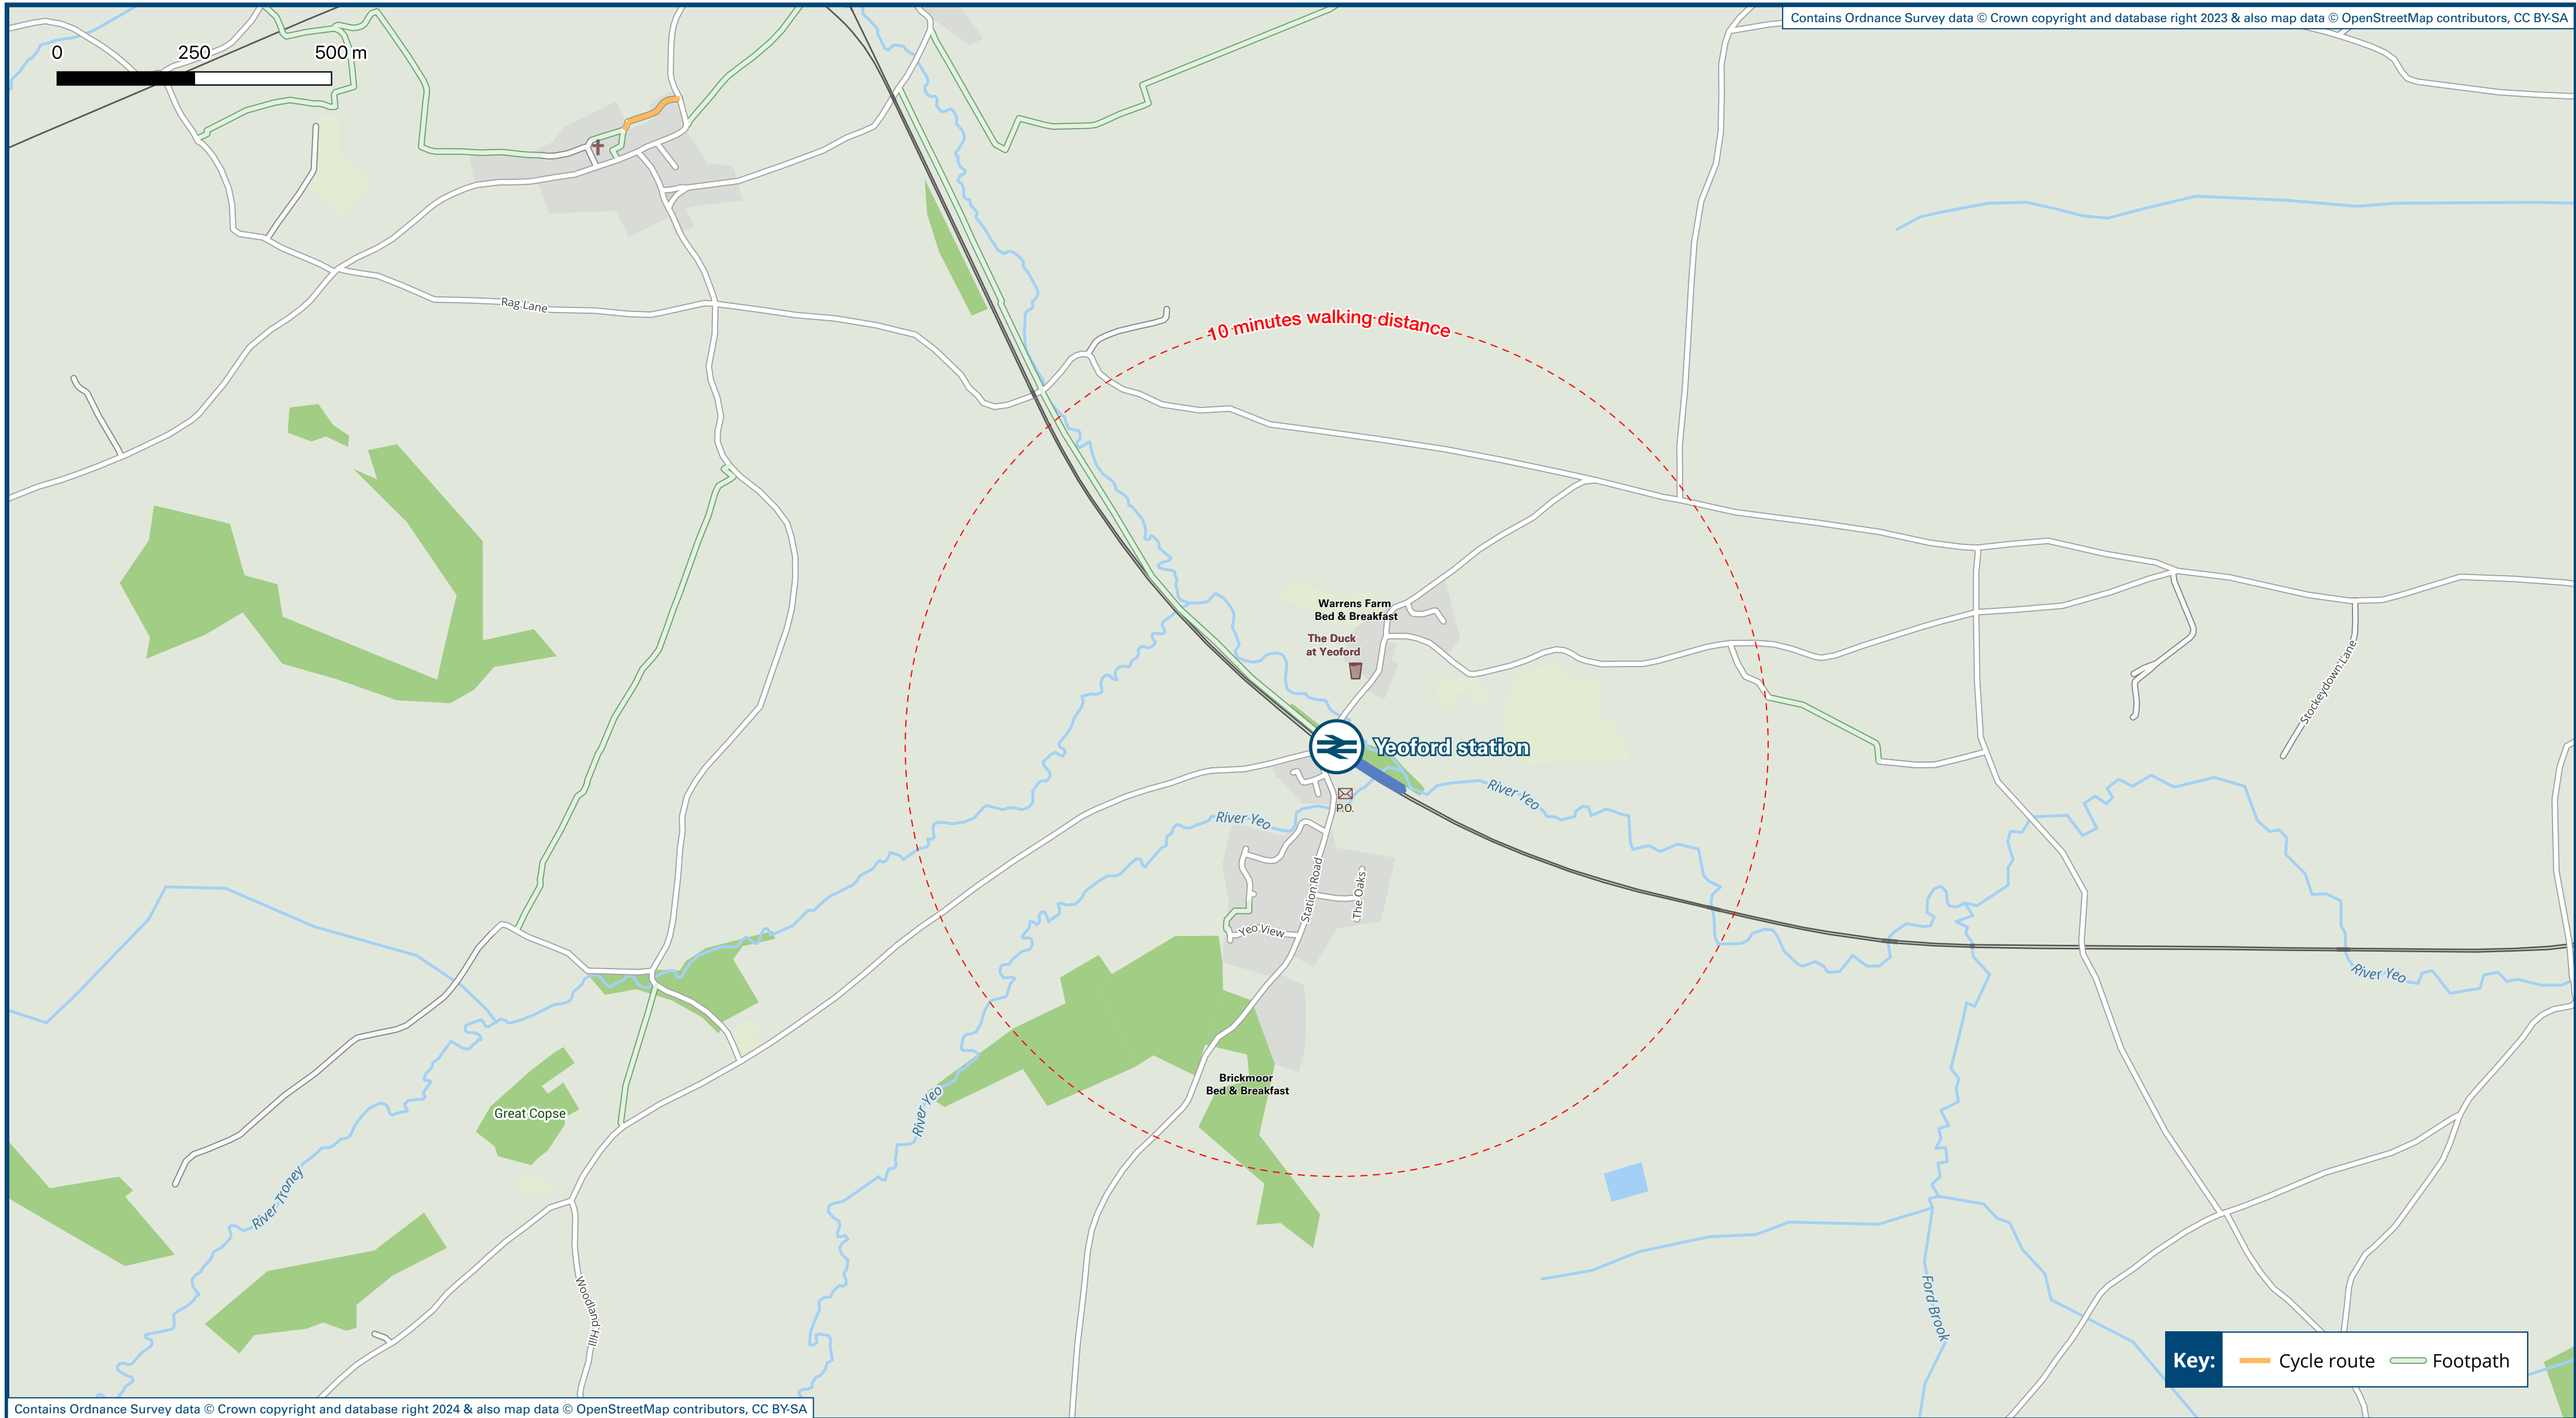 Contains Ordnance Survey data © Crown copyright and database right 2023 & also map data © OpenStreetMap contributors, CC BY-SA
0 250 500 m
Rag Lane
10 minutes walking distance
Warrens Farm
Bed & Breakfast
The Duck
at Yeoford
Stockeydown Lane
Yeoford station
P.O.
River Yeo
River Yeo
Station Road
The Oaks
Yeo View
River Yeo
Brickmoor
Bed & Breakfast
River Yeo
Great Copse
River Troney
Woodland Hill
Ford Brook
Key:
Cycle route
Footpath
Contains Ordnance Survey data © Crown copyright and database right 2024 & also map data © OpenStreetMap contributors, CC BY-SA